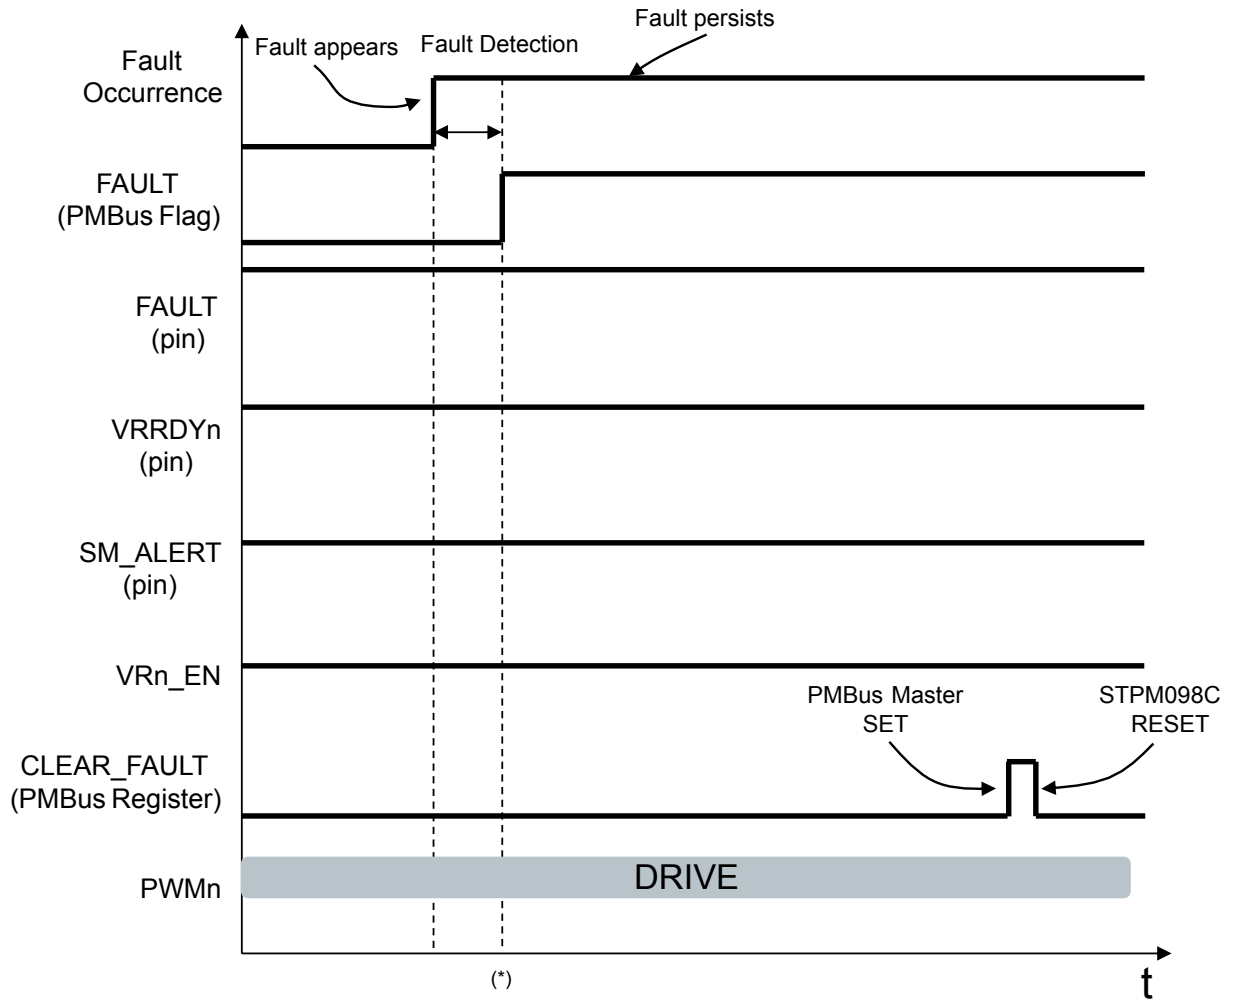 Fault persists
Fault appears
Fault Detection
Fault
Occurrence
FAULT
(PMBus Flag)
FAULT
(pin)
VRRDYn
(pin)
SM_ALERT
(pin)
VRn_EN
PMBus Master
SET
STPM098C
RESET
CLEAR_FAULT
(PMBus Register)
PWMn
DRIVE
(*)
t